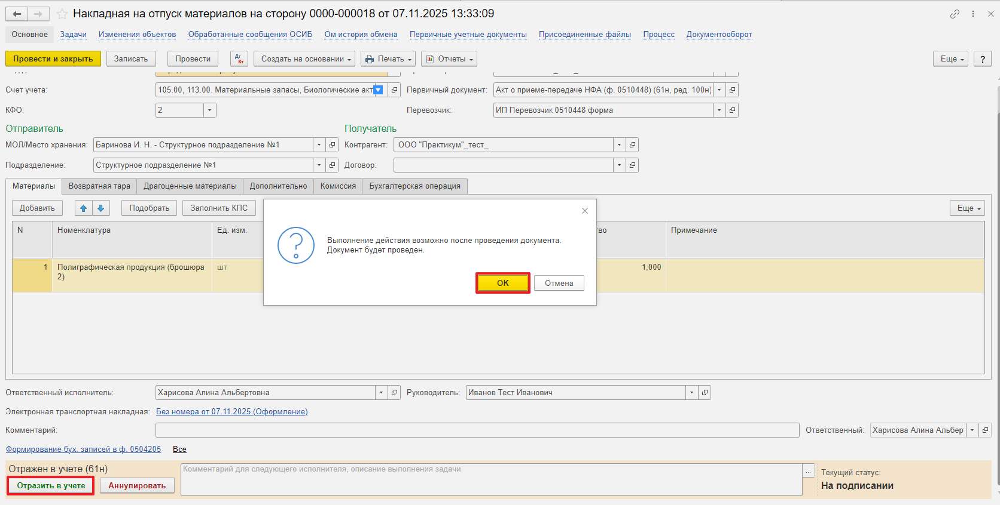 Накладная на отпуск материалов на сторону 0000-000018 от 07.11.2025 13:33:09
Основное Задачи Изменения объектов Обработанные сообщения ОСИБ Ом история обмена Первичные учетные документы Присоединенные файлы Процесс Документооборот
Провести и закрыть Записать Провести Дт Кт Создать на основании Печать Отчеты Еще ?
Счет учета: 105.00, 113.00. Материальные запасы, Биологические акт Первичный документ: Акт о приеме-передаче НФА (ф. 0510448) (61н, ред. 100н)
КФО: 2 Перевозчик: ИП Перевозчик 0510448 форма
Отправитель Получатель
МОЛ/Место хранения: Баринова И. Н. - Структурное подразделение №1 Контрагент: ООО "Практикум"_тест_
Подразделение: Структурное подразделение №1 Договор:
Материалы Возвратная тара Драгоценные материалы Дополнительно Комиссия Бухгалтерская операция
Добавить Подобрать Заполнить КПС Еще
N Номенклатура Ед. изм. тво Примечание
1 Полиграфическая продукция (брошюра 2) шт 1,000
Выполнение действия возможно после проведения документа.
Документ будет проведен.
ОК Отмена
Ответственный исполнитель: Харисова Алина Альбертовна Руководитель: Иванов Тест Иванович
Электронная транспортная накладная: Без номера от 07.11.2025 (Оформление)
Комментарий: Ответственный: Харисова Алина Альбер
Формирование бух. записей в ф. 0504205 Все
Отражен в учете (61н) Комментарий для следующего исполнителя, описание выполнения задачи ... Текущий статус:
Отразить в учете Аннулировать На подписании